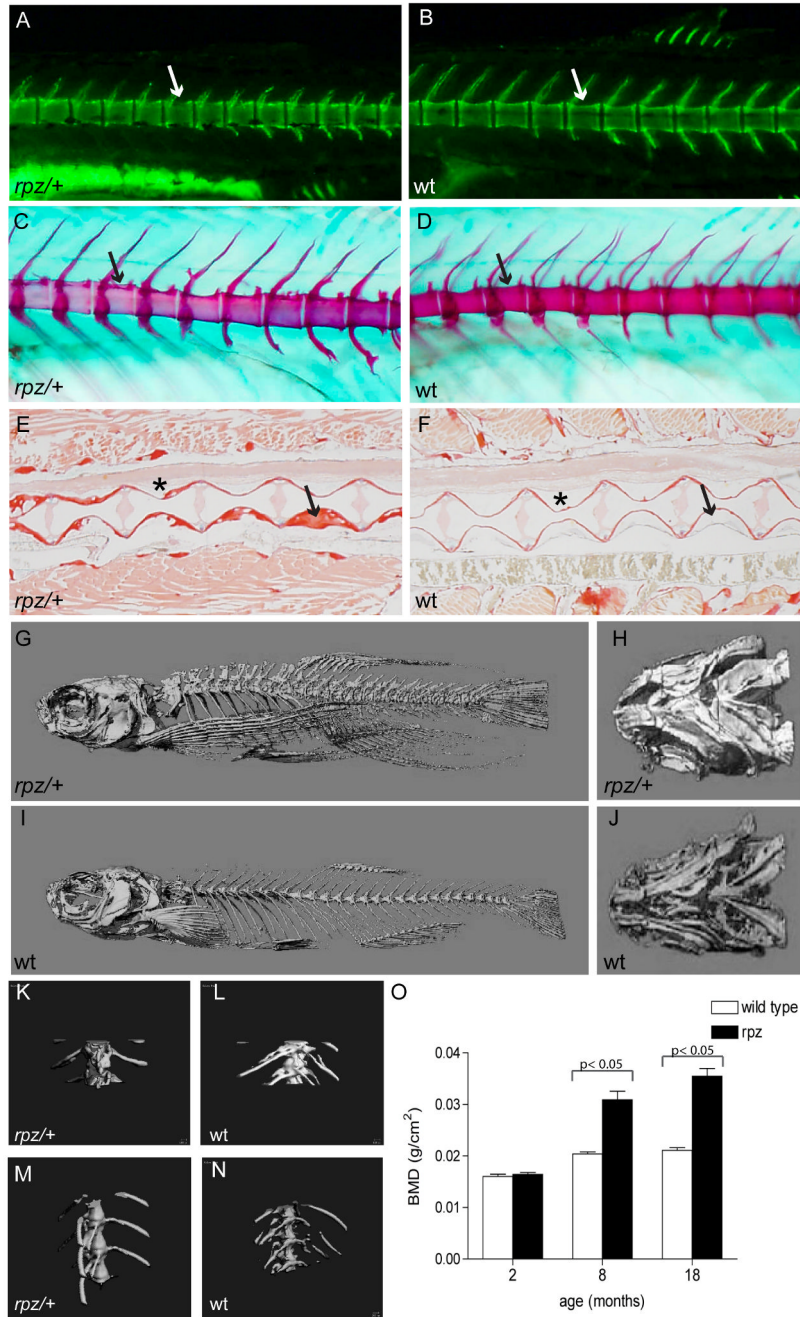 A
B
rpz/+
wt
C
D
rpz/+
wt
*
*
E
F
rpz/+
wt
G
H
rpz/+
rpz/+
I
J
wt
wt
K
L
O
rpz/+
wt
M
N
rpz/+
wt
wild type
rpz
p< 0.05
p< 0.05
0.04
0.03
0.02
0.01
0.00
BMD (g/cm²)
2
8
18
age (months)